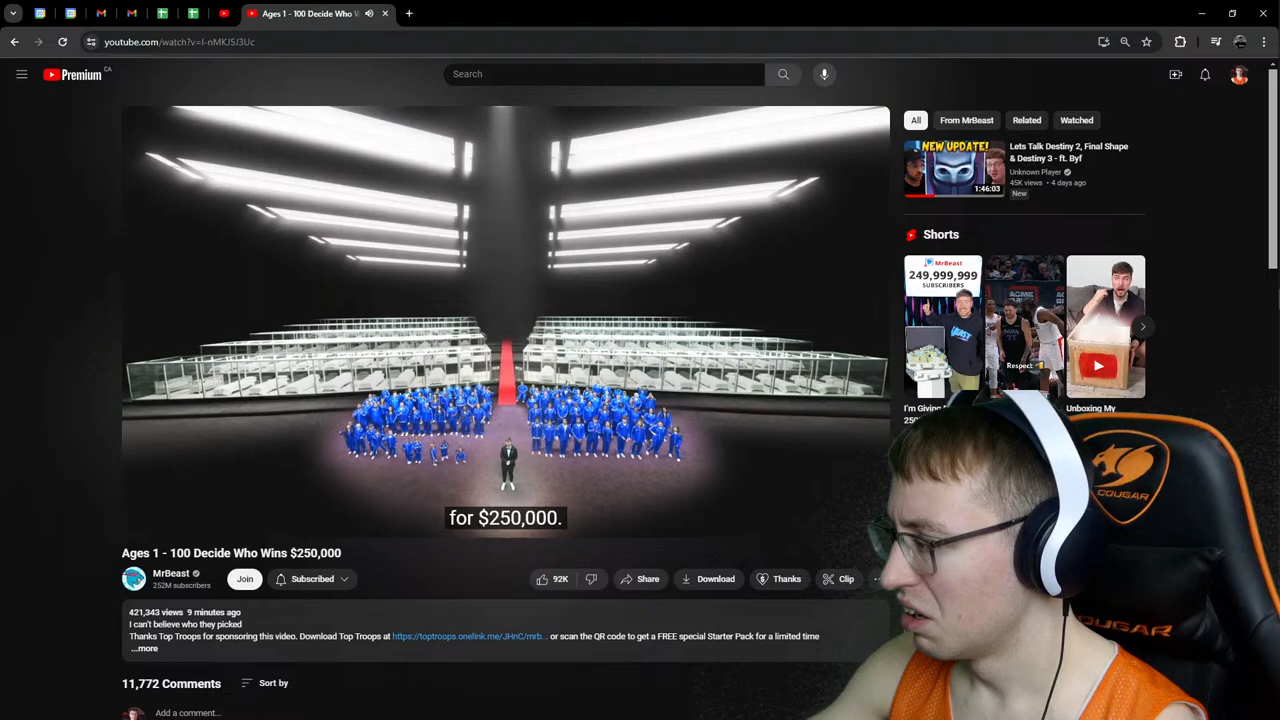 Ages 1 - 100 Decide Who W
youtube.com/watch?v=I-nMKJ5J3Uc
Premium
CA
Search
All
From MrBeast
Related
Watched
NEW UPDATE!
1:46:03
Lets Talk Destiny 2, Final Shape
& Destiny 3 - ft. Byf
Unknown Player
45K views • 4 days ago
New
Shorts
MrBeast
249,999,999
SUBSCRIBERS
BEAST
ACME
Respect
I'm Giving
250
Unboxing My
for $250,000.
COUGAR
COUGAR
Ages 1 - 100 Decide Who Wins $250,000
MrBeast
252M subscribers
Join
Subscribed
92K
Share
Download
Thanks
Clip
421,343 views 9 minutes ago
I can't believe who they picked
Thanks Top Troops for sponsoring this video. Download Top Troops at https://toptroops.onelink.me/JHnC/mrb... or scan the QR code to get a FREE special Starter Pack for a limited time
...more
11,772 Comments
Sort by
Add a comment...